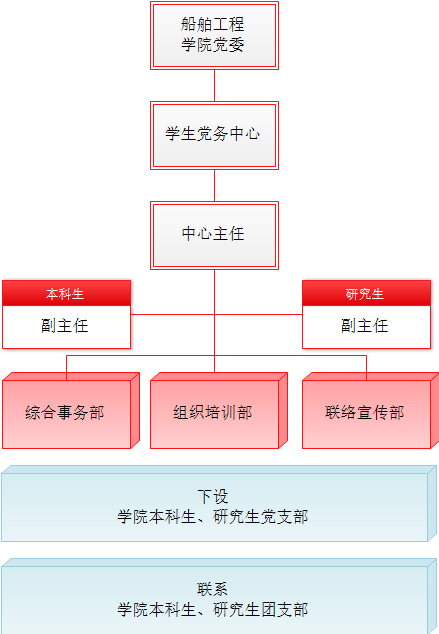 船舶工程
学院党委
学生党务中心
中心主任
本科生
副主任
研究生
副主任
综合事务部
组织培训部
联络宣传部
下设
学院本科生、研究生党支部
联系
学院本科生、研究生团支部